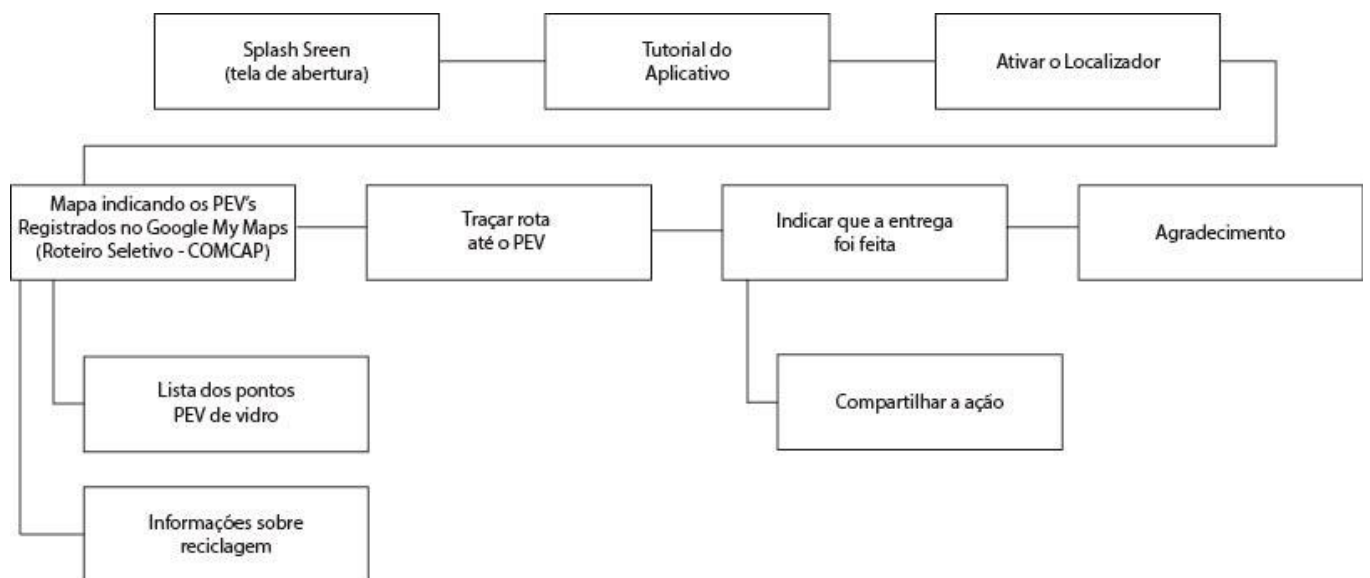 Splash Sreen
(tela de abertura)
Tutorial do
Aplicativo
Ativar o Localizador
Mapa indicando os PEV's
Registrados no Google My Maps
(Roteiro Seletivo - COMCAP)
Traçar rota
até o PEV
Indicar que a entrega
foi feita
Agradecimento
Lista dos pontos
PEV de vidro
Compartilhar a ação
Informações sobre
reciclagem